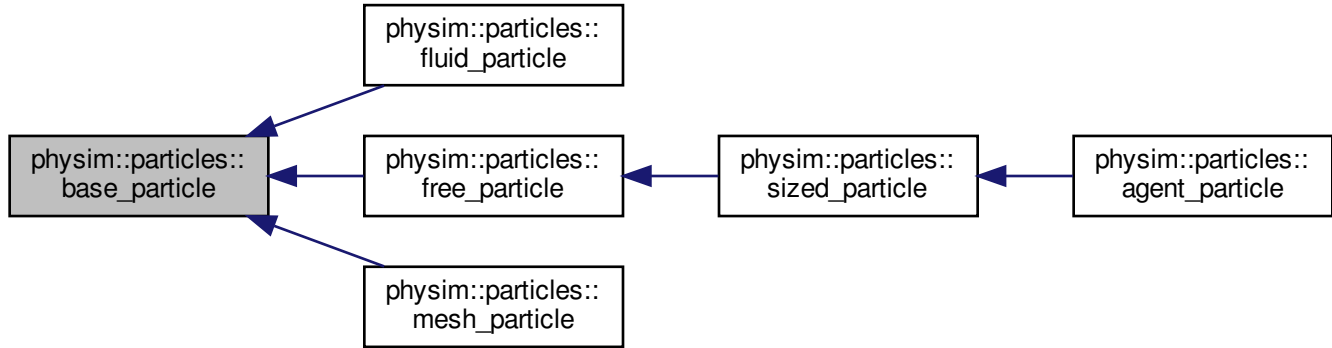 physim::particles::
fluid_particle
physim::particles::
base_particle
physim::particles::
free_particle
physim::particles::
sized_particle
physim::particles::
agent_particle
physim::particles::
mesh_particle